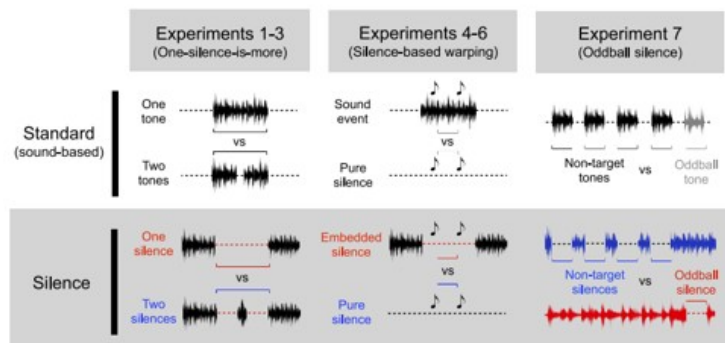 Experiments 1-3
(One-silence-is-more)
Experiments 4-6
(Silence-based warping)
Experiment 7
(Oddball silence)
Standard
(sound-based)
One
tone
vs
Two
tones
Sound
event
vs
Pure
silence
Non-target
tones
vs
Oddball
tone
Silence
One
silence
vs
Two
silences
Embedded
silence
vs
Pure
silence
Non-target
silences
vs
Oddball
silence